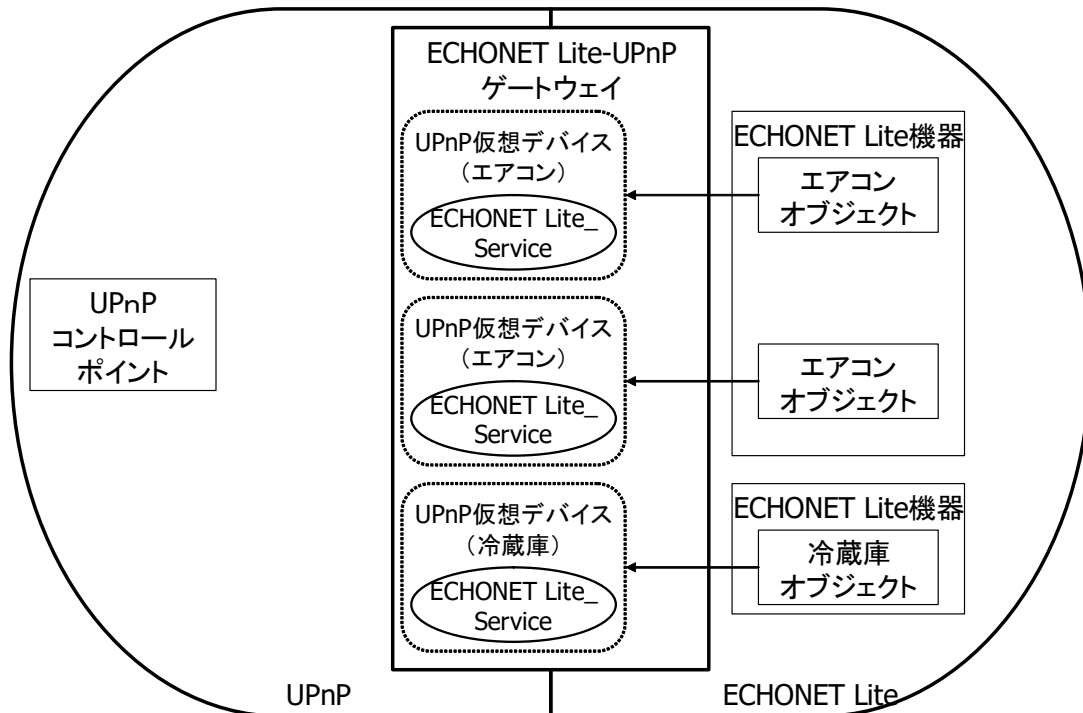 ECHONET Lite-UPnP
ゲートウェイ
UPnP仮想デバイス
（エアコン）
ECHONET Lite_
Service
UPnP仮想デバイス
（エアコン）
ECHONET Lite_
Service
UPnP仮想デバイス
（冷蔵庫）
ECHONET Lite_
Service
ECHONET Lite機器
エアコン
オブジェクト
エアコン
オブジェクト
ECHONET Lite機器
冷蔵庫
オブジェクト
UPnP
コントロール
ポイント
UPnP
ECHONET Lite